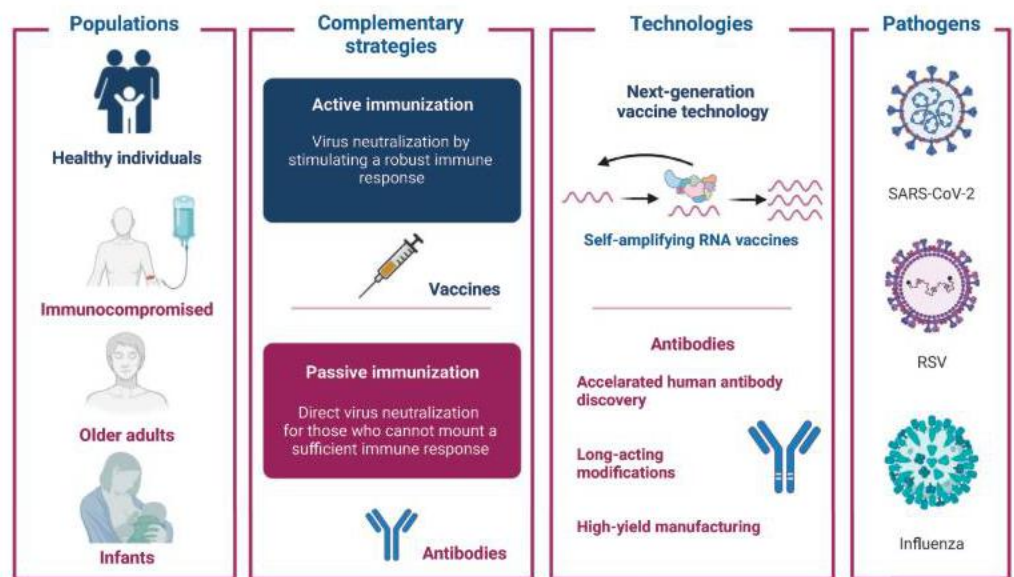 Populations
Healthy individuals
Immunocompromised
Older adults
Infants
Complementary
strategies
Active immunization
Virus neutralization by
stimulating a robust immune
response
Vaccines
Passive immunization
Direct virus neutralization
for those who cannot mount a
sufficient immune response
Antibodies
Technologies
Next-generation
vaccine technology
Self-amplifying RNA vaccines
Antibodies
Accelarated human antibody
discovery
Long-acting
modifications
High-yield manufacturing
Pathogens
SARS-CoV-2
RSV
Influenza